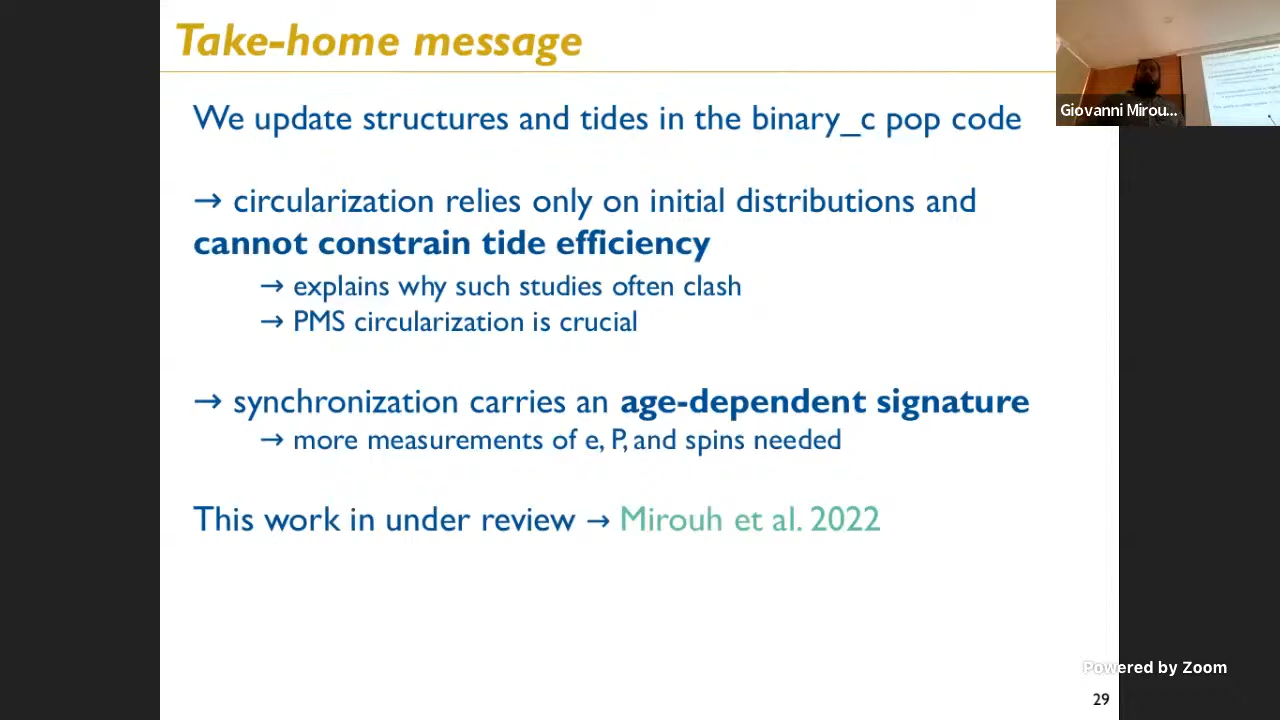 Take-home message
Giovanni Mirou...
We update structures and tides in the binary_c pop code
→ circularization relies only on initial distributions and
cannot constrain tide efficiency
→ explains why such studies often clash
→ PMS circularization is crucial
→ synchronization carries an age-dependent signature
→ more measurements of e, P, and spins needed
This work in under review → Mirouh et al. 2022
Powered by Zoom
29